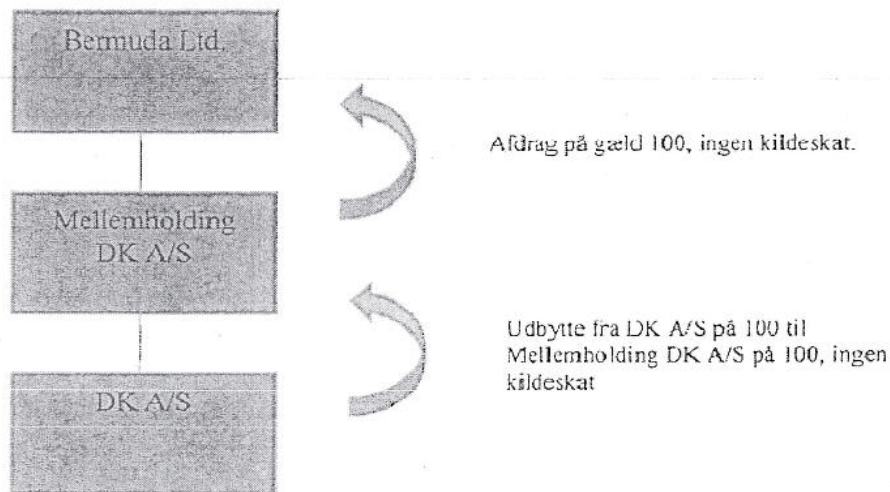 Bermuda Ltd.
Afdrag på gæld 100, ingen kildeskat.
Mellemholding
DK A/S
Udbytte fra DK A/S på 100 til
Mellemholding DK A/S på 100, ingen
kildeskat
DK A/S